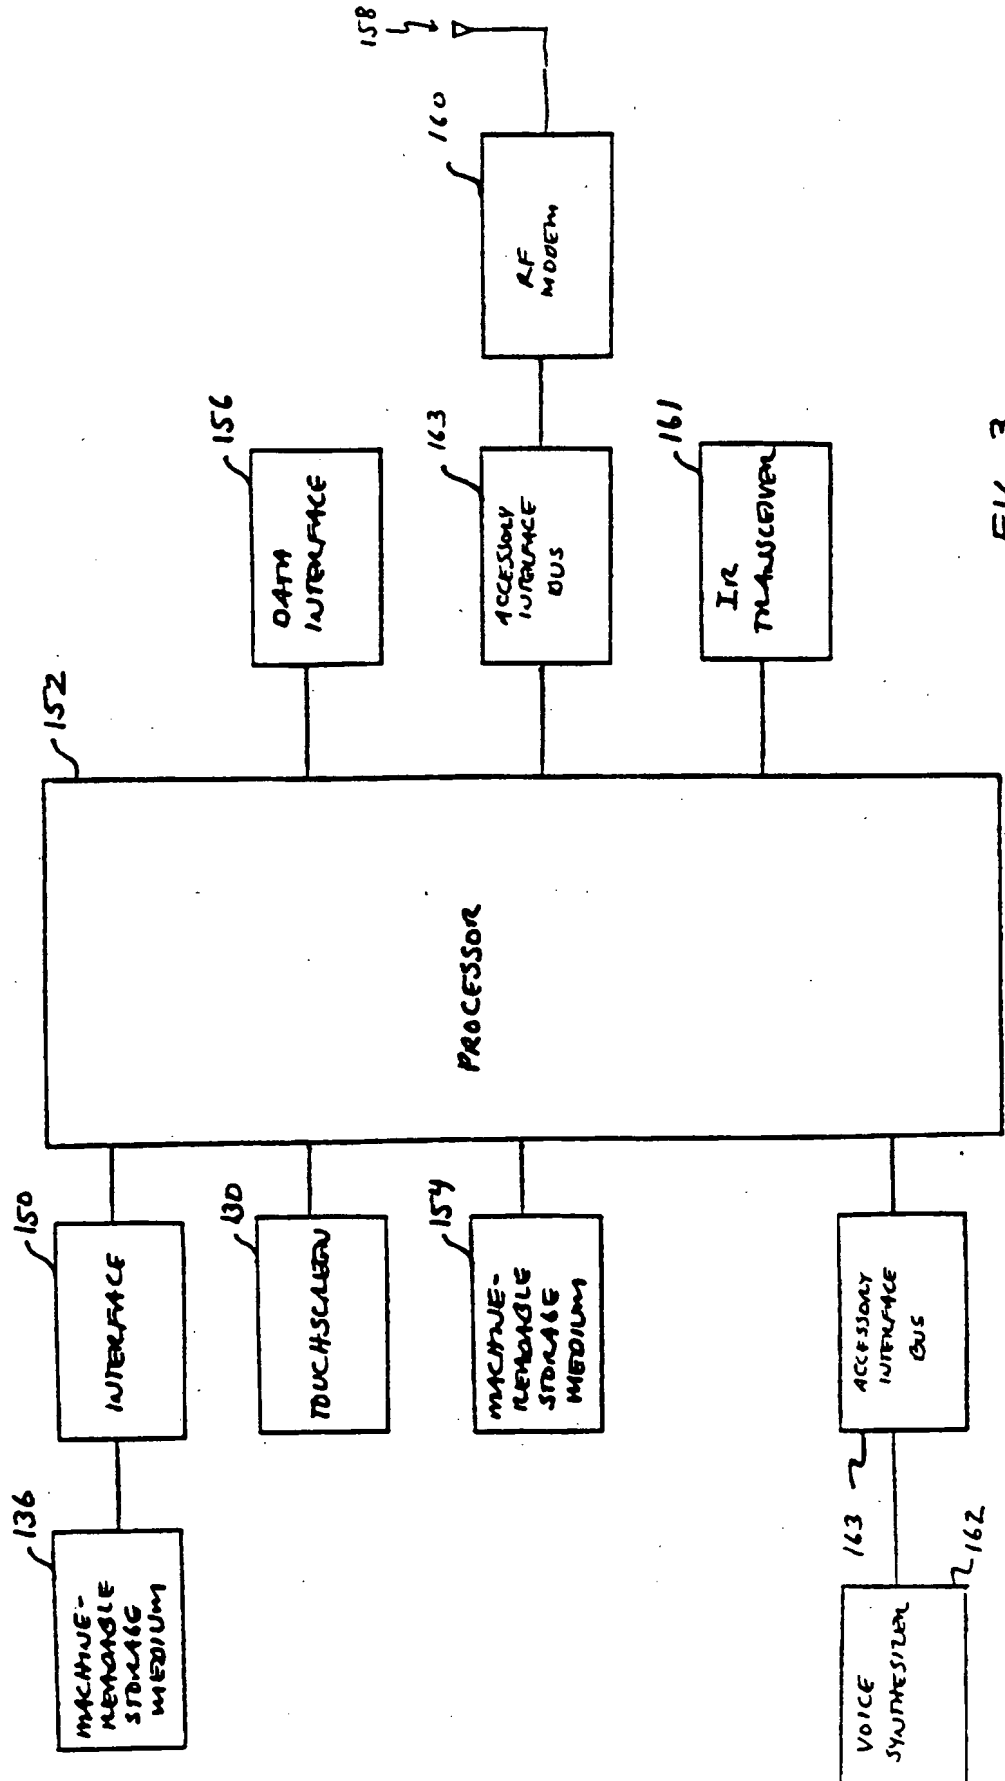 136
MACHINE-
READABLE
STORAGE
MEDIUM
150
INTERFACE
130
TOUCHSCREEN
154
MACHINE-
READABLE
STORAGE
MEDIUM
VOICE
SYNTHESIZER
162
163
ACCESSORY
INTERFACE
BUS
152
PROCESSOR
156
DATA
INTERFACE
163
ACCESSORY
INTERFACE
BUS
161
IR
TRANSCEIVER
160
RF
MODEM
158